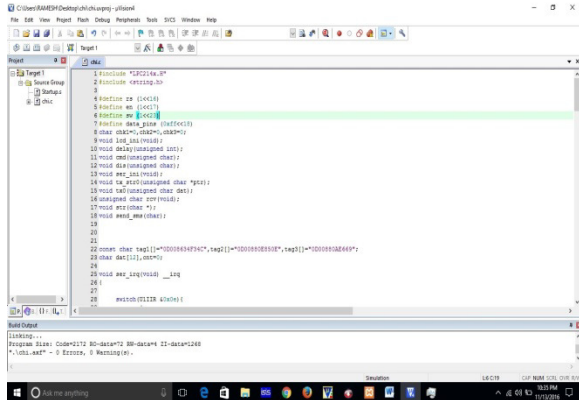 C:\Users\RAMESH\Desktop\chi\chi.uvproj - µVision4
File Edit View Project Flash Debug Peripherals Tools SVCS Window Help
Target 1
Project
chi.c
Target 1
Source Group
Startup.s
chi.c
1 #include "LPC214x.H"
2 #include <string.h>
3
4 #define rs (1<<16)
5 #define en (1<<17)
6 #define sw (1<<23)
7 #define data_pins (0xff<<18)
8 char chk1=0,chk2=0,chk3=0;
9 void lcd_ini(void);
10 void delay(unsigned int);
11 void cmd(unsigned char);
12 void dis(unsigned char);
13 void ser_ini(void);
14 void tx_str0(unsigned char *ptr);
15 void tx0(unsigned char dat);
16 unsigned char rcv(void);
17 void str(char *);
18 void send_sms(char);
19
20
21
22 const char tag1[]="0D008634F34C",tag2[]="0D00850E850E",tag3[]="0D00850AE669";
23 char dat[12],cnt=0;
24
25 void ser_irq(void) __irq
26 {
27
28 switch(U1IIR &0x0e){
Build Output
linking...
Program Size: Code=2172 RO-data=72 RW-data=4 ZI-data=1268
".\chi.axf" - 0 Errors, 0 Warning(s).
Simulation
L:6 C:19
CAP NUM SCRL OVR R/W
Ask me anything
10:35 PM
11/13/2016